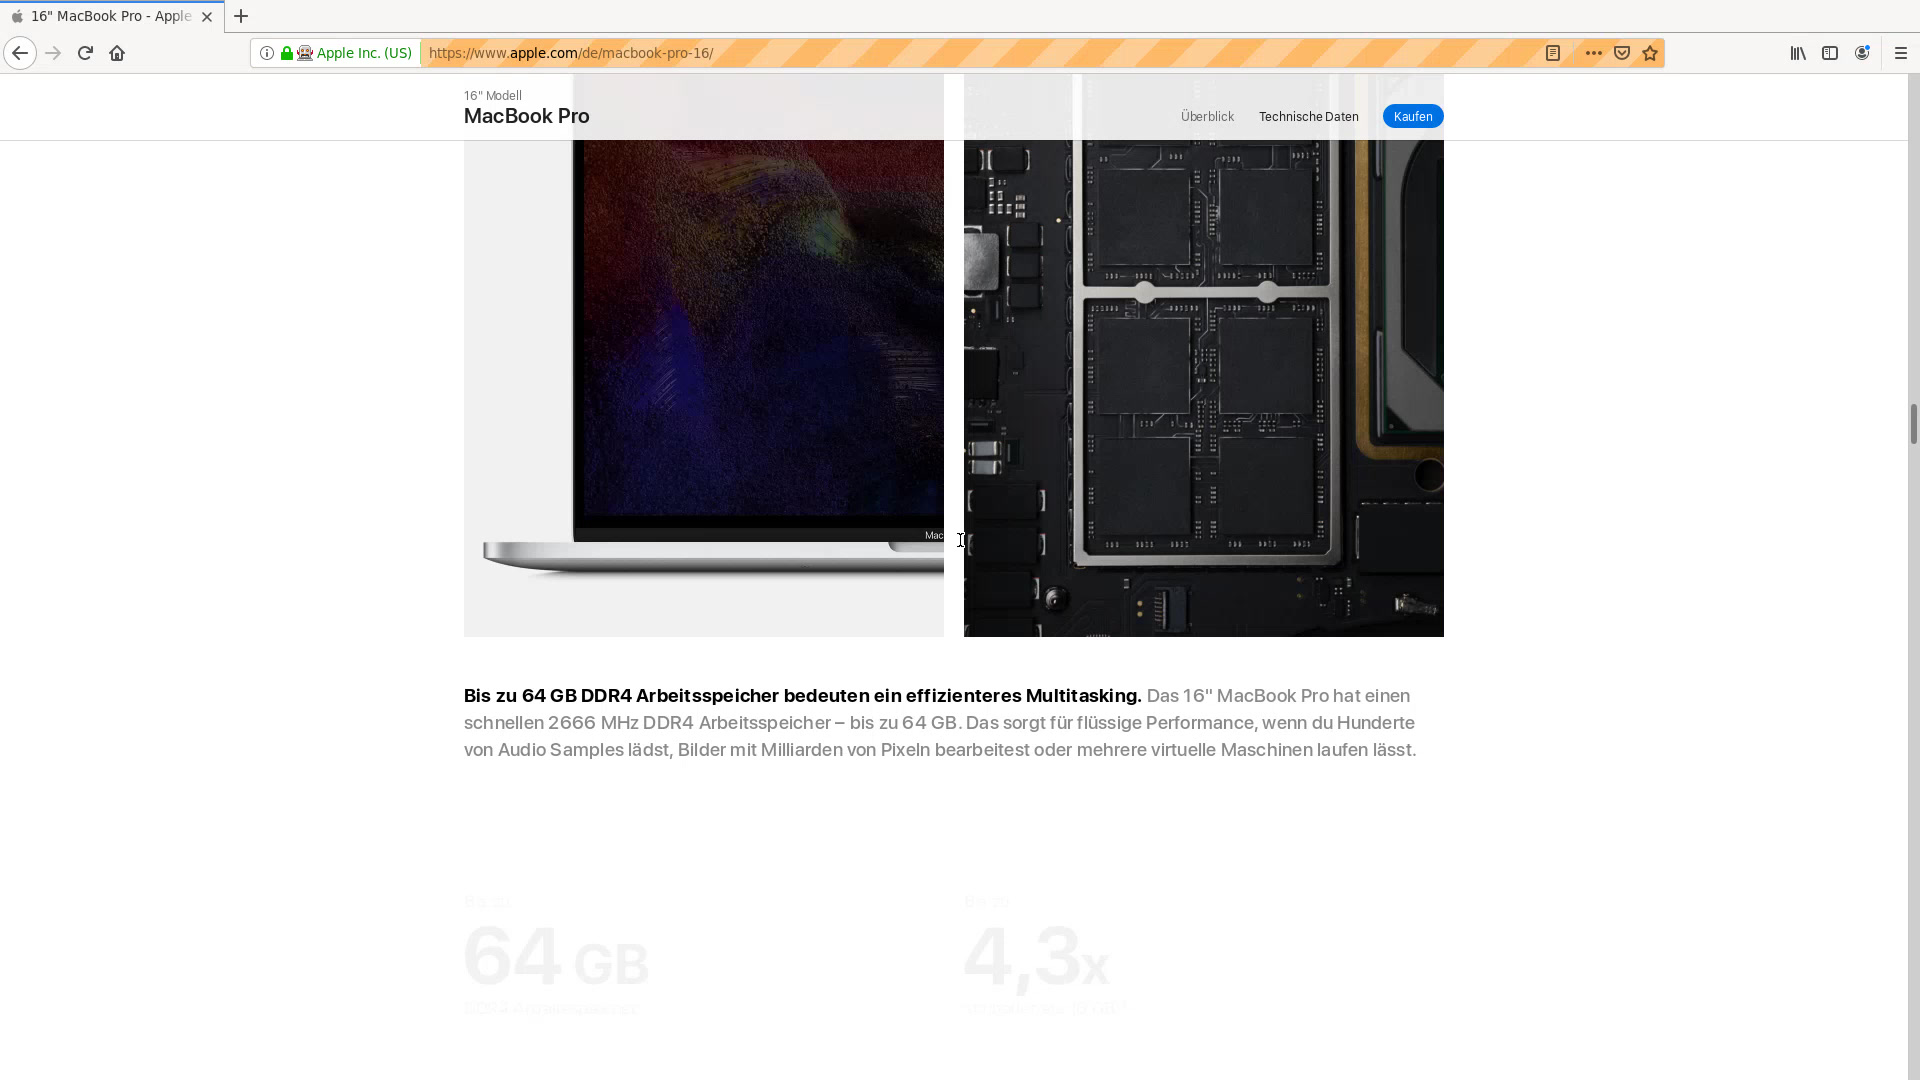 16" MacBook Pro - Apple
Apple Inc. (US)
https://www.apple.com/de/macbook-pro-16/
16" Modell
MacBook Pro
Überblick
Technische Daten
Kaufen
Mac
Bis zu 64 GB DDR4 Arbeitsspeicher bedeuten ein effizienteres Multitasking. Das 16" MacBook Pro hat einen
schnellen 2666 MHz DDR4 Arbeitsspeicher – bis zu 64 GB. Das sorgt für flüssige Performance, wenn du Hunderte
von Audio Samples lädst, Bilder mit Milliarden von Pixeln bearbeitest oder mehrere virtuelle Maschinen laufen lässt.
Bis zu
64 GB
DDR4 Arbeitsspeicher
Bis zu
4,3x